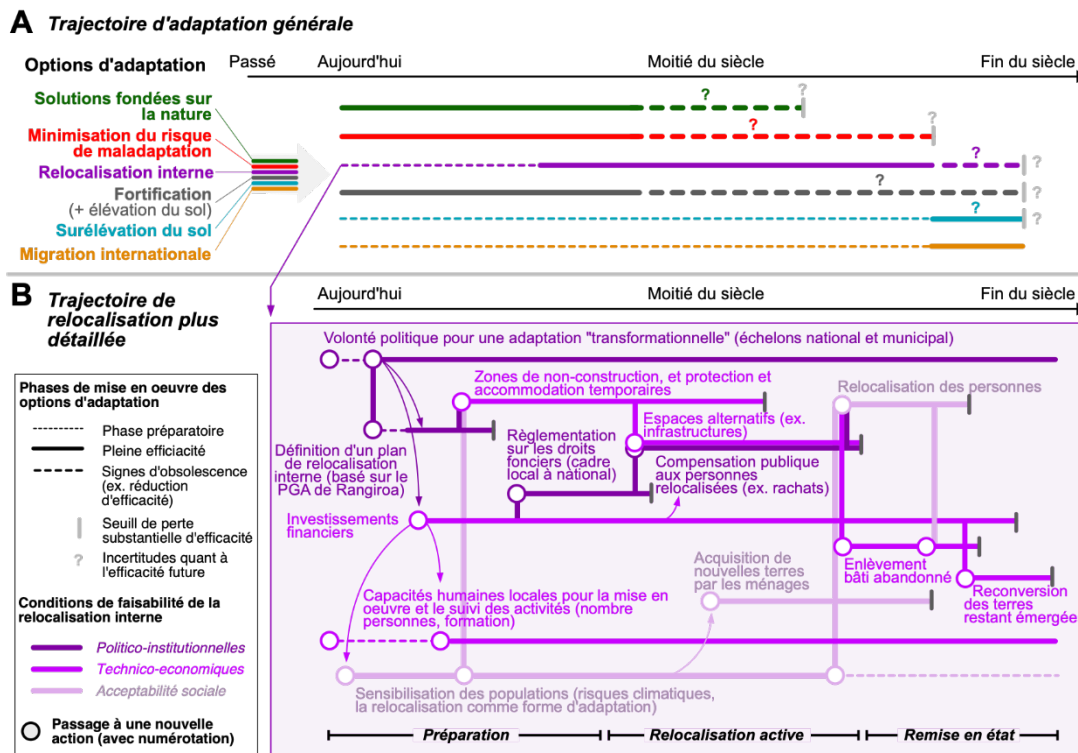 A Trajectoire d'adaptation générale
Options d'adaptation
Passé
Aujourd'hui
Moitié du siècle
Fin du siècle
Solutions fondées sur
la nature
Minimisation du risque
de maladaptation
Relocalisation interne
Fortification
(+ élévation du sol)
Surélévation du sol
Migration internationale
?
?
?
?
?
?
?
?
?
?
B Trajectoire de
relocalisation plus
détaillée
Aujourd'hui
Moitié du siècle
Fin du siècle
Phases de mise en oeuvre des
options d'adaptation
Phase préparatoire
Pleine efficacité
Signes d'obsolescence
(ex. réduction
d'efficacité)
Seuill de perte
substantielle d'efficacité
? Incertitudes quant à
l'efficacité future
Conditions de faisabilité de la
relocalisation interne
Politico-institutionnelles
Technico-economiques
Acceptabilité sociale
Passage à une nouvelle
action (avec numérotation)
Volonté politique pour une adaptation "transformationnelle" (échelons national et municipal)
Zones de non-construction, et protection et
accommodation temporaires
Relocalisation des personnes
Définition d'un plan
de relocalisation
interne (basé sur le
PGA de Rangiroa)
Règlementation
sur les droits
fonciers (cadre
local à national)
Espaces alternatifs (ex.
infrastructures)
Compensation publique
aux personnes
relocalisées (ex. rachats)
Investissements
financiers
Enlèvement
bâti abandonné
Acquisition de
nouvelles terres
par les ménages
Reconversion
des terres
restant émergée
Capacités humaines locales pour la mise en
oeuvre et le suivi des activités (nombre
personnes, formation)
Sensibilisation des populations (risques climatiques,
la relocalisation comme forme d'adaptation)
Préparation
Relocalisation active
Remise en état